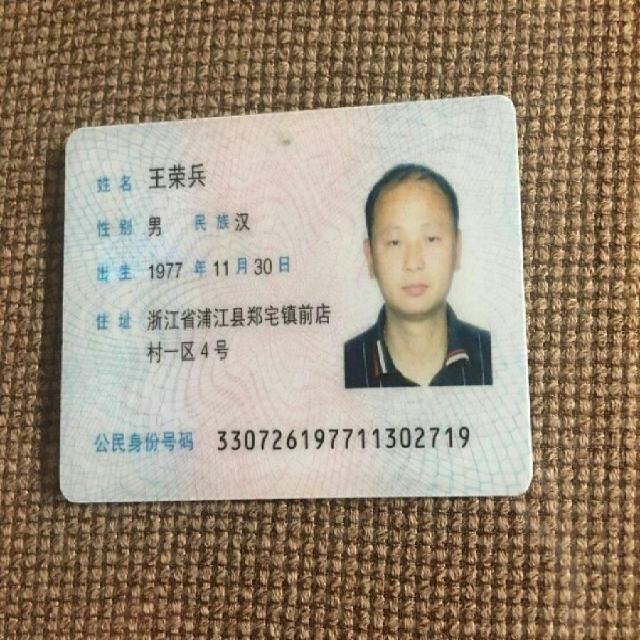 姓名 王荣兵
性别 男 民族 汉
出生 1977 年 11 月 30 日
住址 浙江省浦江县郑宅镇前店
村一区4号
公民身份号码 330726197711302719